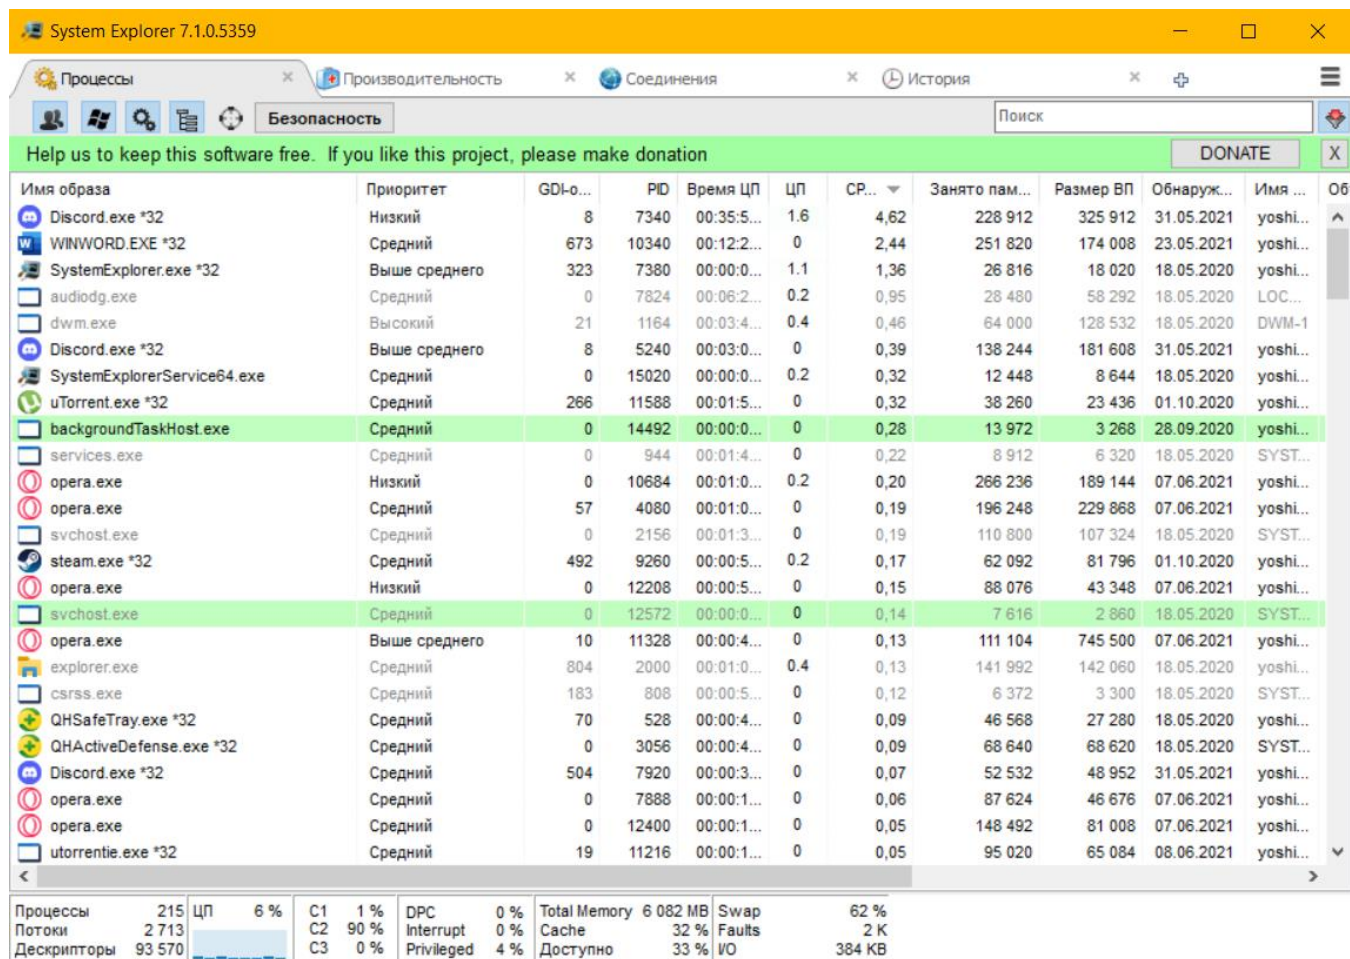 System Explorer 7.1.0.5359
Процессы Производительность Соединения История
Безопасность Поиск
Help us to keep this software free. If you like this project, please make donation DONATE X
Имя образа Приоритет GDI-o... PID Время ЦП ЦП CP... Занято пам... Размер ВП Обнаруж... Имя ... Об
Discord.exe *32 Низкий 8 7340 00:35:5... 1.6 4,62 228 912 325 912 31.05.2021 yoshi...
WINWORD.EXE *32 Средний 673 10340 00:12:2... 0 2,44 251 820 174 008 23.05.2021 yoshi...
SystemExplorer.exe *32 Выше среднего 323 7380 00:00:0... 1.1 1,36 26 816 18 020 18.05.2020 yoshi...
audiodg.exe Средний 0 7824 00:06:2... 0.2 0,95 28 480 58 292 18.05.2020 LOC...
dwm.exe Высокий 21 1164 00:03:4... 0.4 0,46 64 000 128 532 18.05.2020 DWM-1
Discord.exe *32 Выше среднего 8 5240 00:03:0... 0 0,39 138 244 181 608 31.05.2021 yoshi...
SystemExplorerService64.exe Средний 0 15020 00:00:0... 0.2 0,32 12 448 8 644 18.05.2020 yoshi...
uTorrent.exe *32 Средний 266 11588 00:01:5... 0 0,32 38 260 23 436 01.10.2020 yoshi...
backgroundTaskHost.exe Средний 0 14492 00:00:0... 0 0,28 13 972 3 268 28.09.2020 yoshi...
services.exe Средний 0 944 00:01:4... 0 0,22 8 912 6 320 18.05.2020 SYST...
opera.exe Низкий 0 10684 00:01:0... 0.2 0,20 266 236 189 144 07.06.2021 yoshi...
opera.exe Средний 57 4080 00:01:0... 0 0,19 196 248 229 868 07.06.2021 yoshi...
svchost.exe Средний 0 2156 00:01:3... 0 0,19 110 800 107 324 18.05.2020 SYST...
steam.exe *32 Средний 492 9260 00:00:5... 0.2 0,17 62 092 81 796 01.10.2020 yoshi...
opera.exe Низкий 0 12208 00:00:5... 0 0,15 88 076 43 348 07.06.2021 yoshi...
svchost.exe Средний 0 12572 00:00:0... 0 0,14 7 616 2 860 18.05.2020 SYST...
opera.exe Выше среднего 10 11328 00:00:4... 0 0,13 111 104 745 500 07.06.2021 yoshi...
explorer.exe Средний 804 2000 00:01:0... 0.4 0,13 141 992 142 060 18.05.2020 yoshi...
csrss.exe Средний 183 808 00:00:5... 0 0,12 6 372 3 300 18.05.2020 SYST...
QHSafeTray.exe *32 Средний 70 528 00:00:4... 0 0,09 46 568 27 280 18.05.2020 yoshi...
QHActiveDefense.exe *32 Средний 0 3056 00:00:4... 0 0,09 68 640 68 620 18.05.2020 SYST...
Discord.exe *32 Средний 504 7920 00:00:3... 0 0,07 52 532 48 952 31.05.2021 yoshi...
opera.exe Средний 0 7888 00:00:1... 0 0,06 87 624 46 676 07.06.2021 yoshi...
opera.exe Средний 0 12400 00:00:1... 0 0,05 148 492 81 008 07.06.2021 yoshi...
utorrentie.exe *32 Средний 19 11216 00:00:1... 0 0,05 95 020 65 084 08.06.2021 yoshi...
Процессы 215 ЦП 6 % C1 1 % DPC 0 % Total Memory 6 082 MB Swap 62 %
Потоки 2 713 C2 90 % Interrupt 0 % Cache 32 % Faults 2 K
Дескрипторы 93 570 C3 0 % Privileged 4 % Доступно 33 % I/O 384 KB